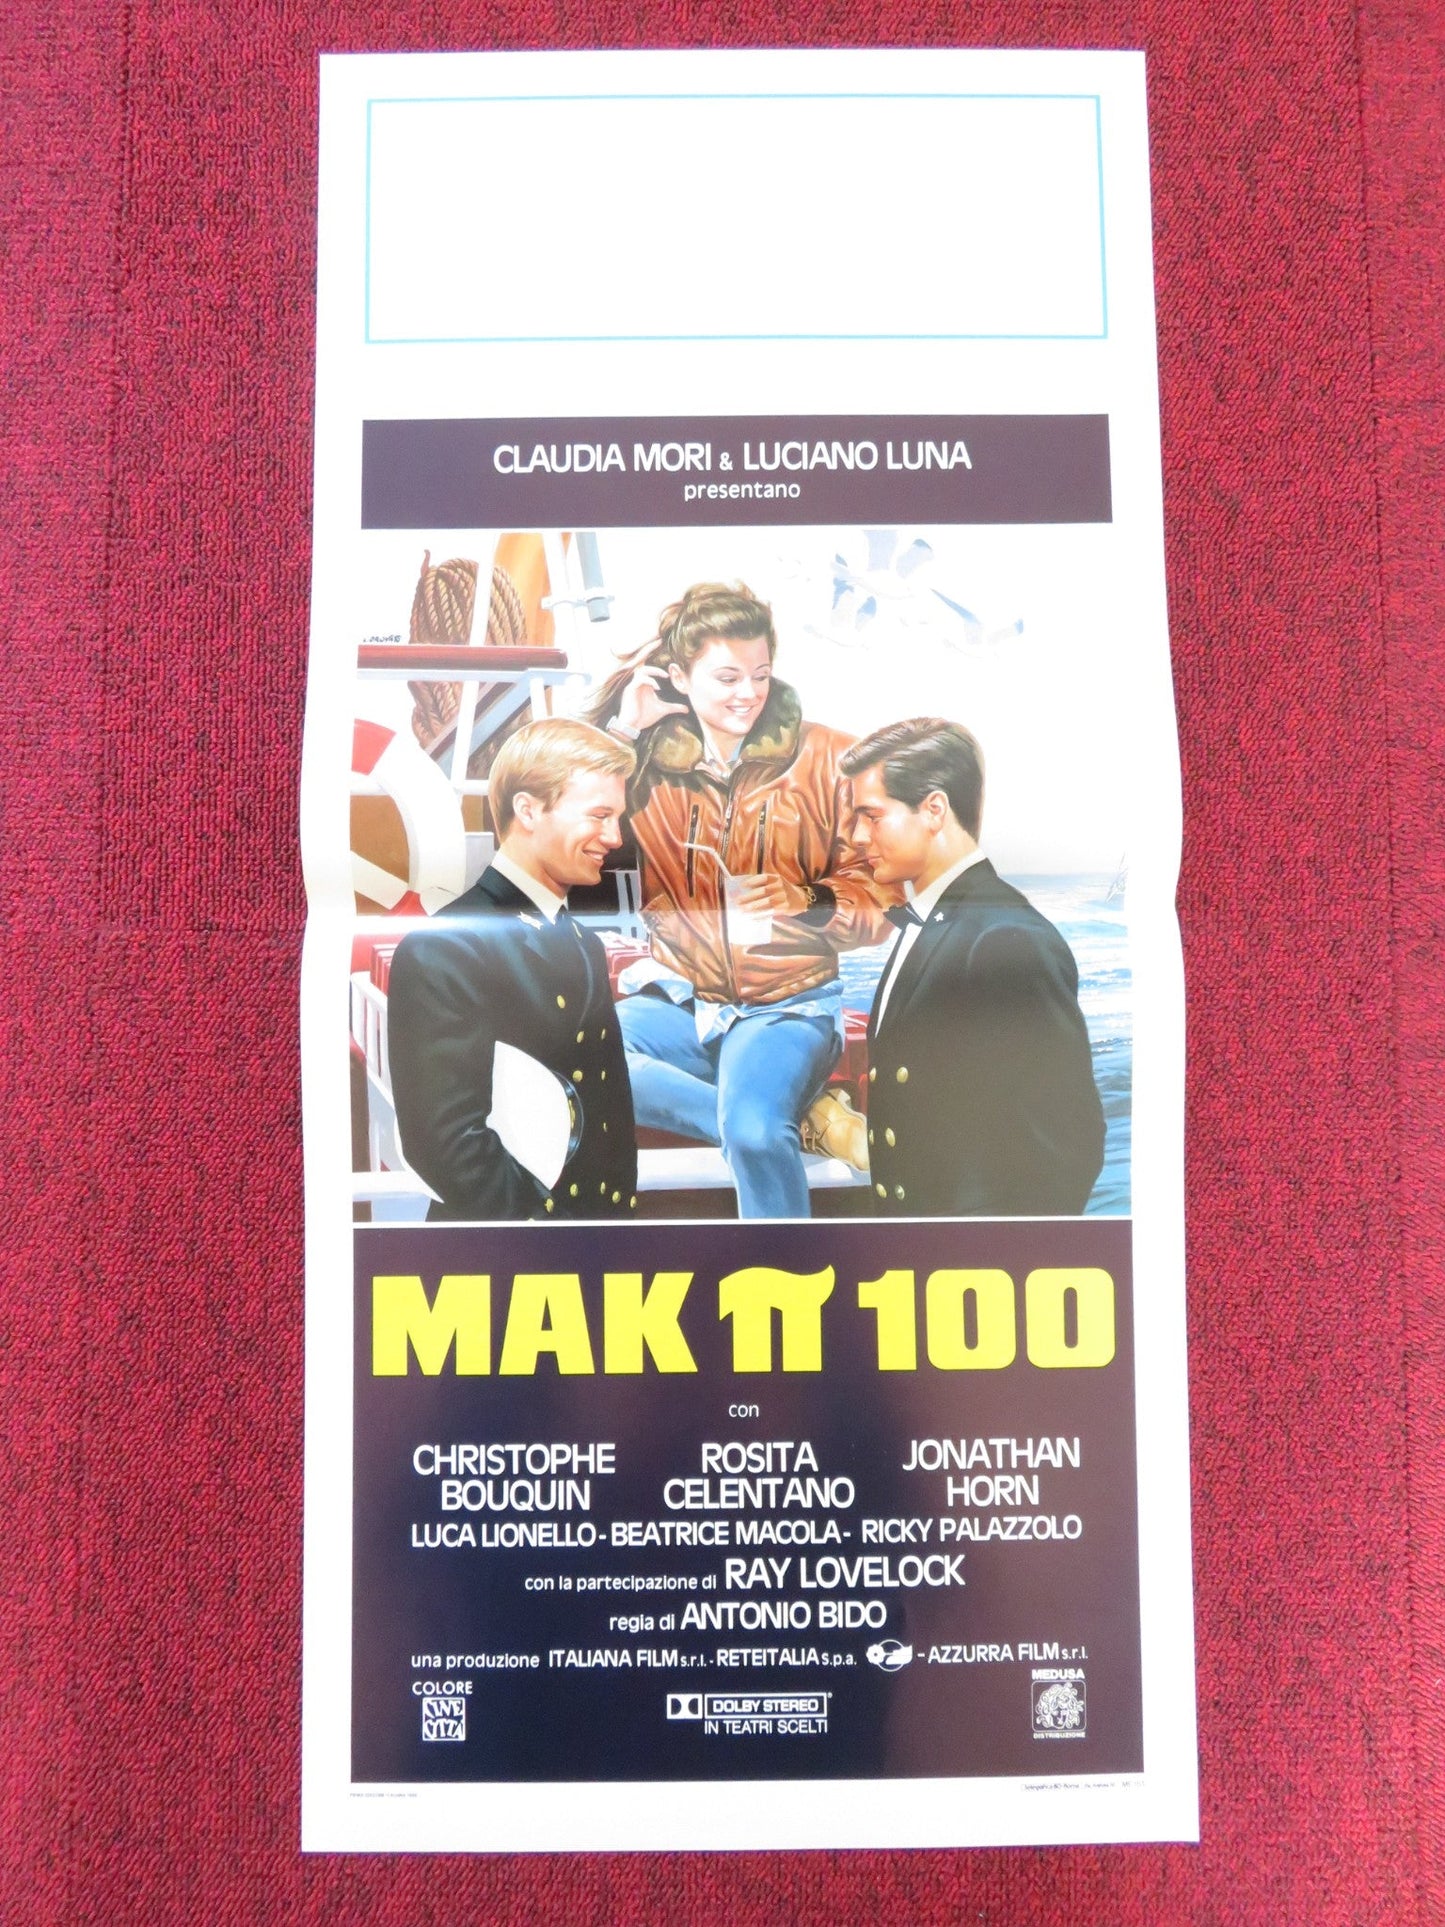 CLAUDIA MORI & LUCIANO LUNA
presentano
MAK π 100
con
CHRISTOPHE BOUQUIN
ROSITA CELENTANO
JONATHAN HORN
LUCA LIONELLO - BEATRICE MACOLA - RICKY PALAZZOLO
con la partecipazione di RAY LOVELOCK
regia di ANTONIO BIDO
una produzione ITALIANA FILM s.r.l. - RETEITALIA s.p.a. - AZZURRA FILM s.r.l.
COLORE
CINE
CITTÀ
DOLBY STEREO
IN TEATRI SCELTI
MEDUSA
DISTRIBUZIONE